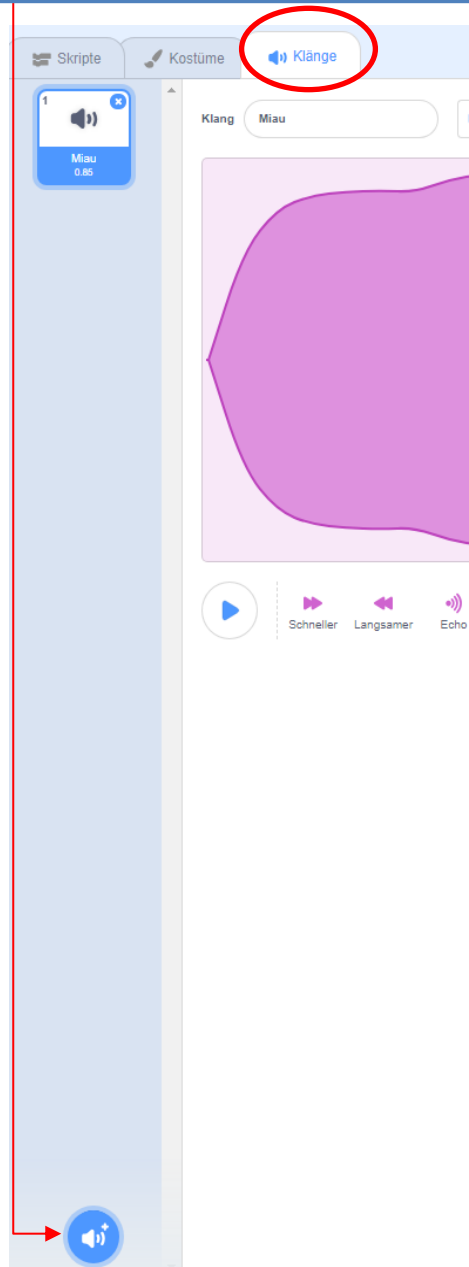 Skripte Kostüme Klänge
1
Miau
0.85
Klang Miau
Schneller Langsamer Echo